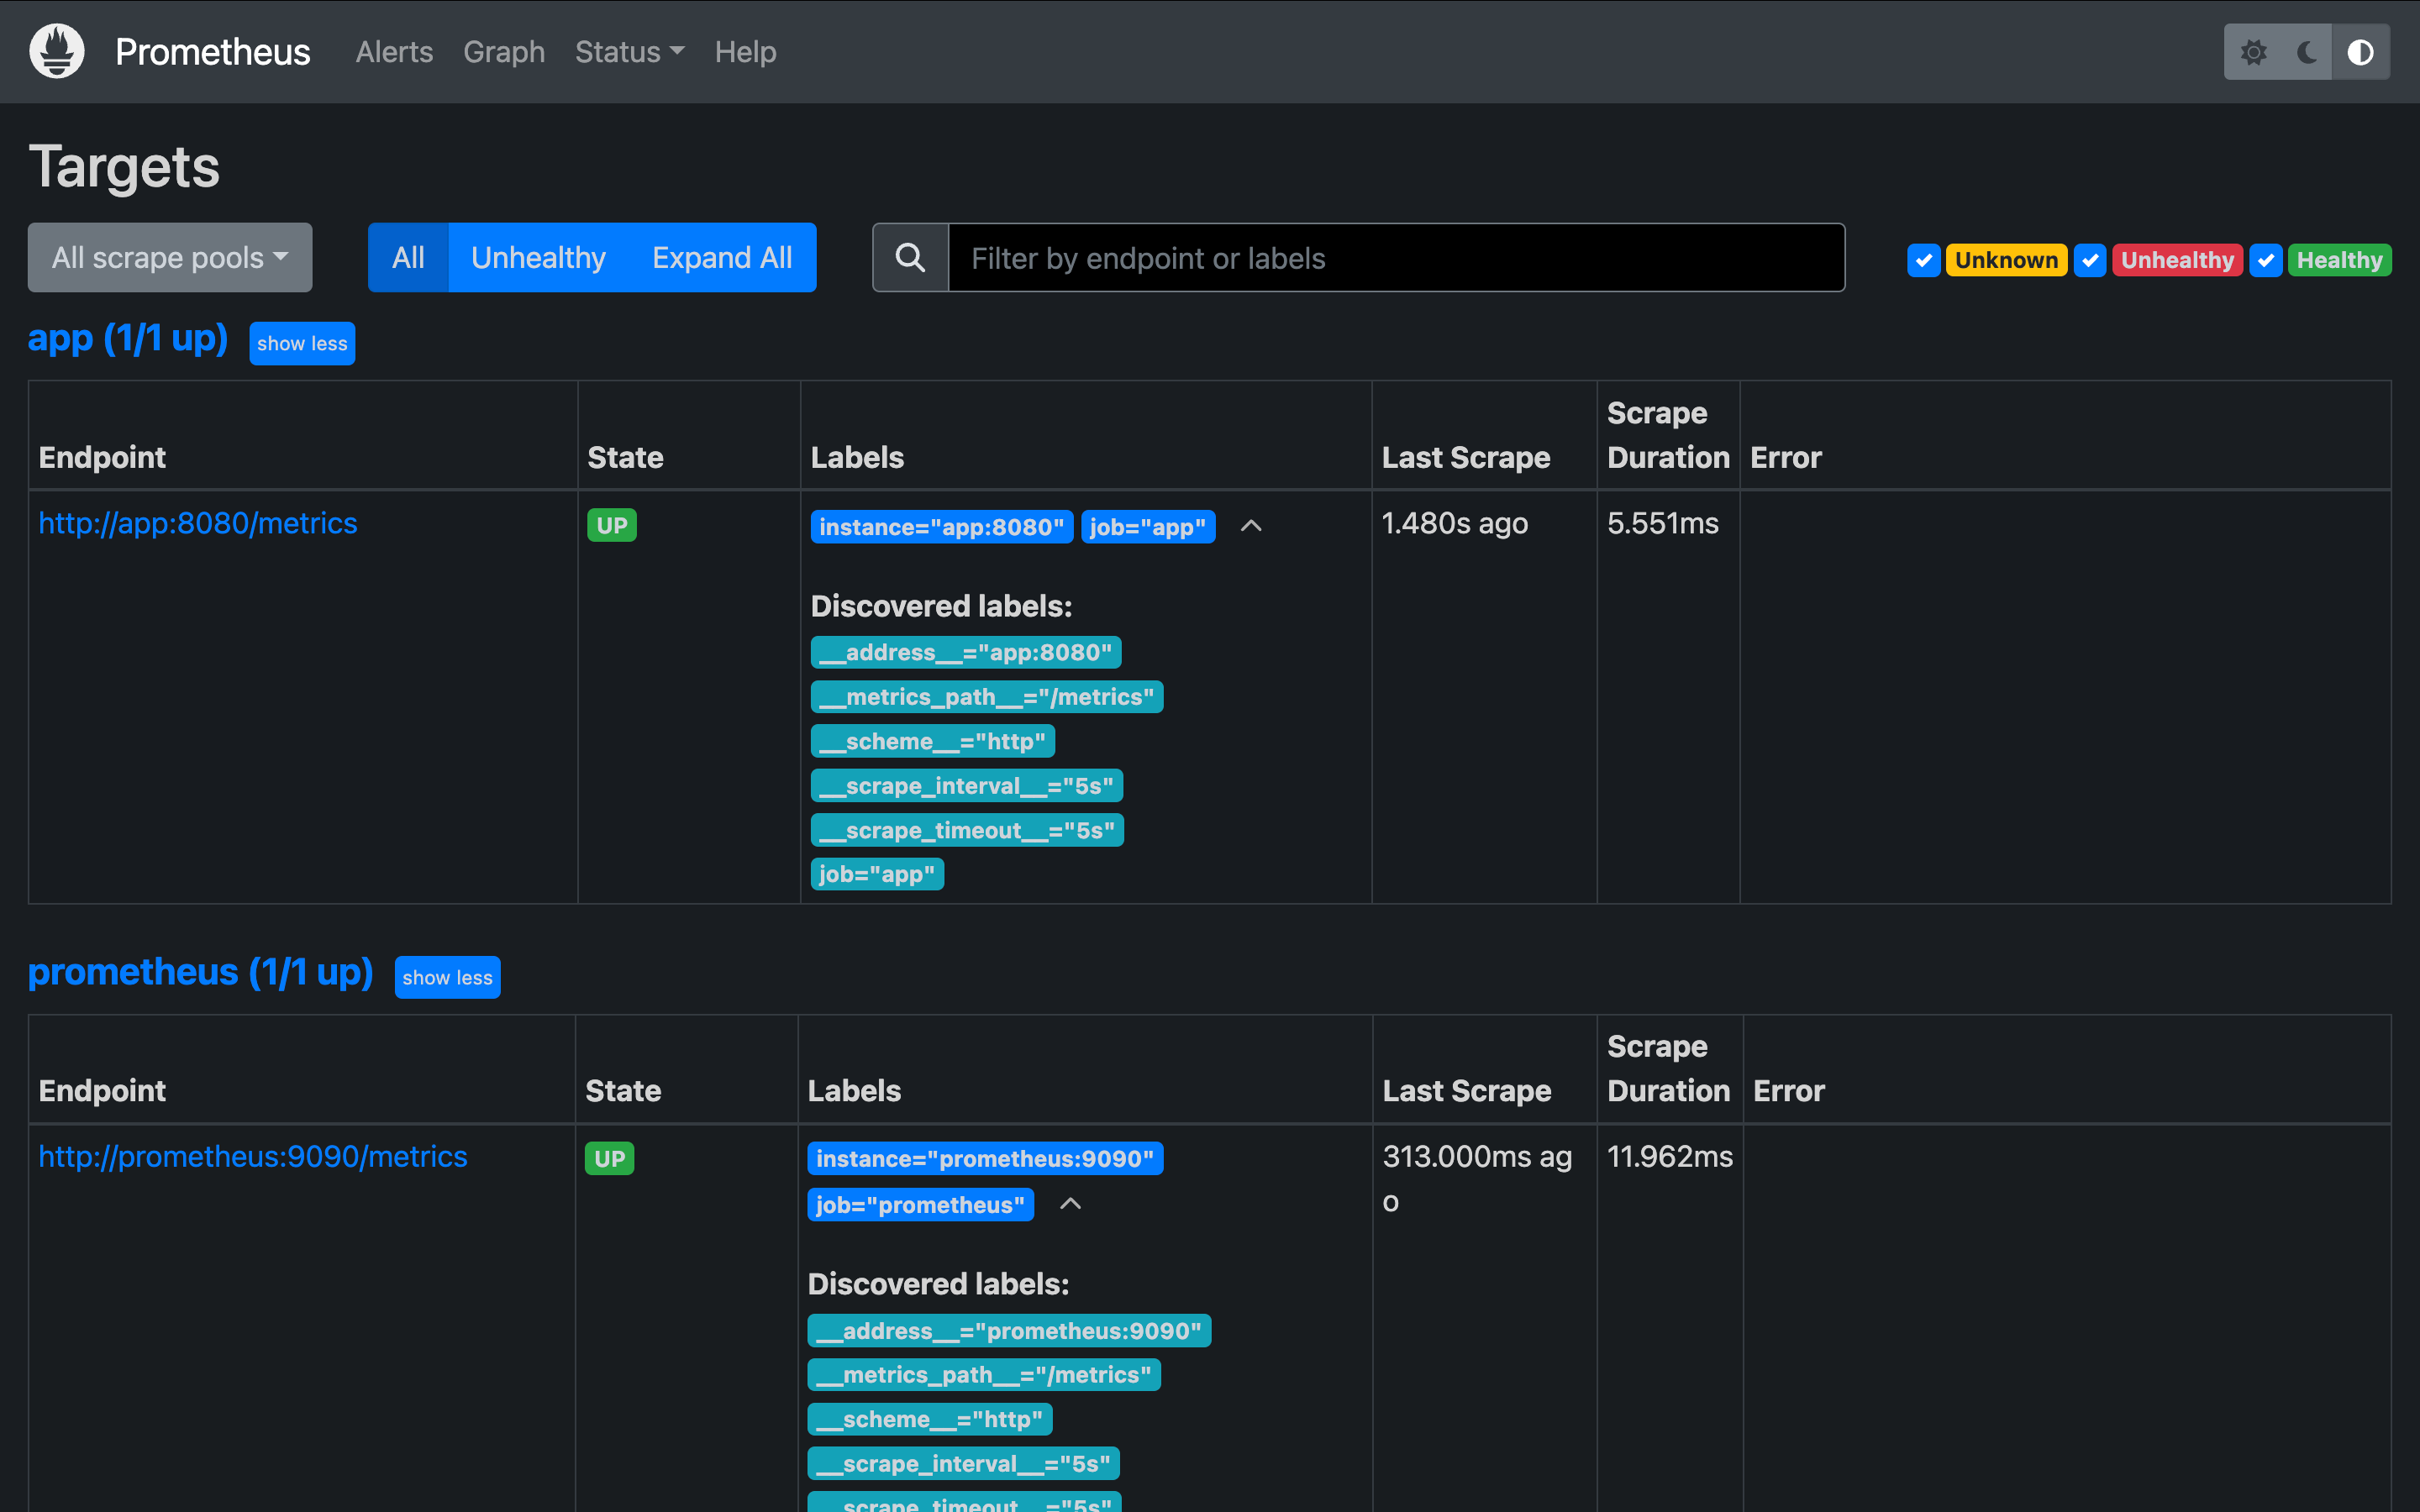 Prometheus Alerts Graph Status Help
Targets
All scrape pools All Unhealthy Expand All Filter by endpoint or labels Unknown Unhealthy Healthy
app (1/1 up) show less
Endpoint State Labels Last Scrape Scrape Duration Error
http://app:8080/metrics UP instance="app:8080" job="app" 1.480s ago 5.551ms
Discovered labels:
__address__="app:8080"
__metrics_path__="/metrics"
__scheme__="http"
__scrape_interval__="5s"
__scrape_timeout__="5s"
job="app"
prometheus (1/1 up) show less
Endpoint State Labels Last Scrape Scrape Duration Error
http://prometheus:9090/metrics UP instance="prometheus:9090" 313.000ms ago 11.962ms
job="prometheus"
Discovered labels:
__address__="prometheus:9090"
__metrics_path__="/metrics"
__scheme__="http"
__scrape_interval__="5s"
__scrape_timeout__="5s"